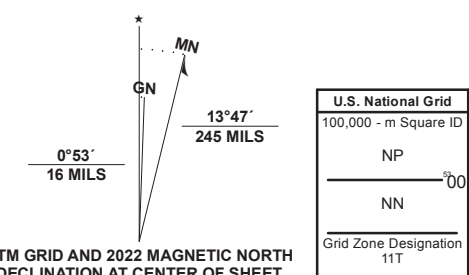 ★
MN
GN
13°47´
245 MILS
0°53´
16 MILS
TM GRID AND 2022 MAGNETIC NORTH
DECLINATION AT CENTER OF SHEET
U.S. National Grid
100,000 - m Square ID
NP
5300
NN
Grid Zone Designation
11T